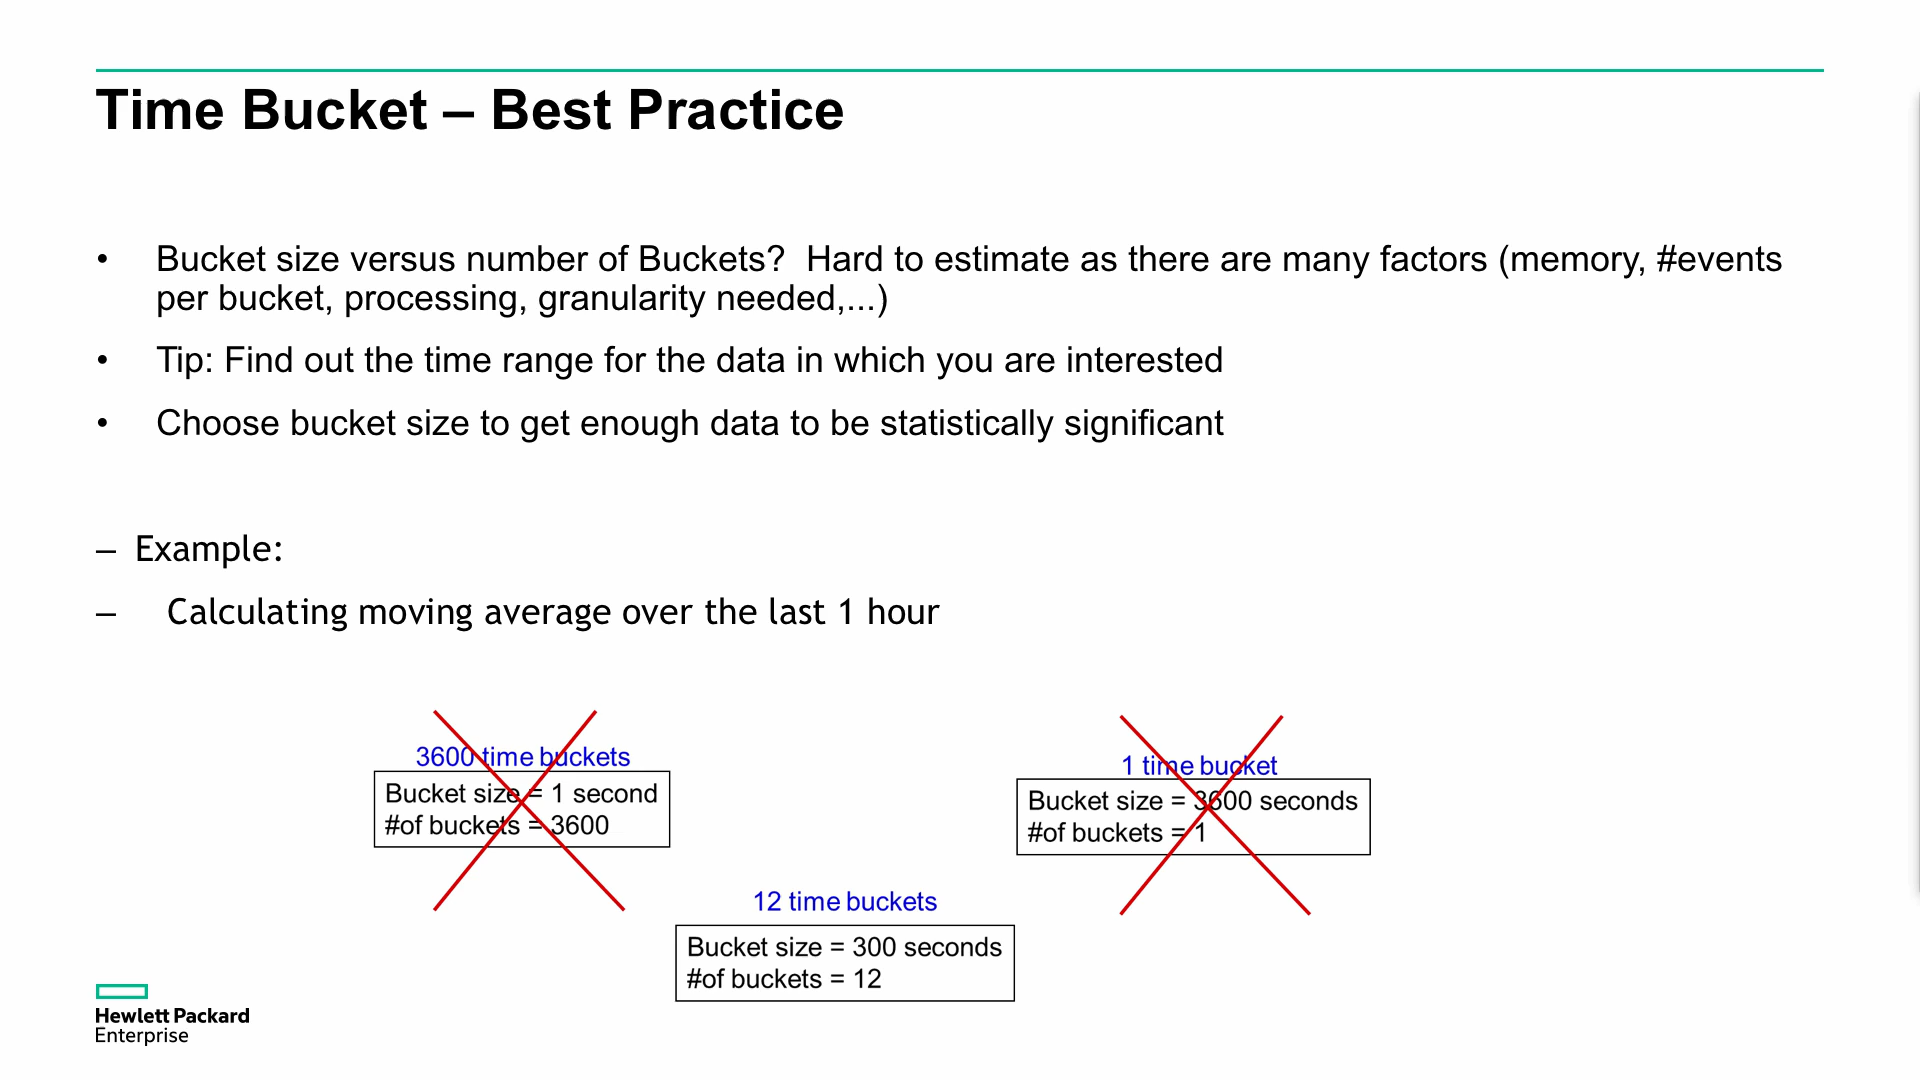 Time Bucket – Best Practice
• Bucket size versus number of Buckets?  Hard to estimate as there are many factors (memory, #events
per bucket, processing, granularity needed,...)
• Tip: Find out the time range for the data in which you are interested
• Choose bucket size to get enough data to be statistically significant
– Example:
– Calculating moving average over the last 1 hour
3600 time buckets
Bucket size = 1 second
#of buckets = 3600
1 time bucket
Bucket size = 3600 seconds
#of buckets = 1
12 time buckets
Bucket size = 300 seconds
#of buckets = 12
Hewlett Packard
Enterprise